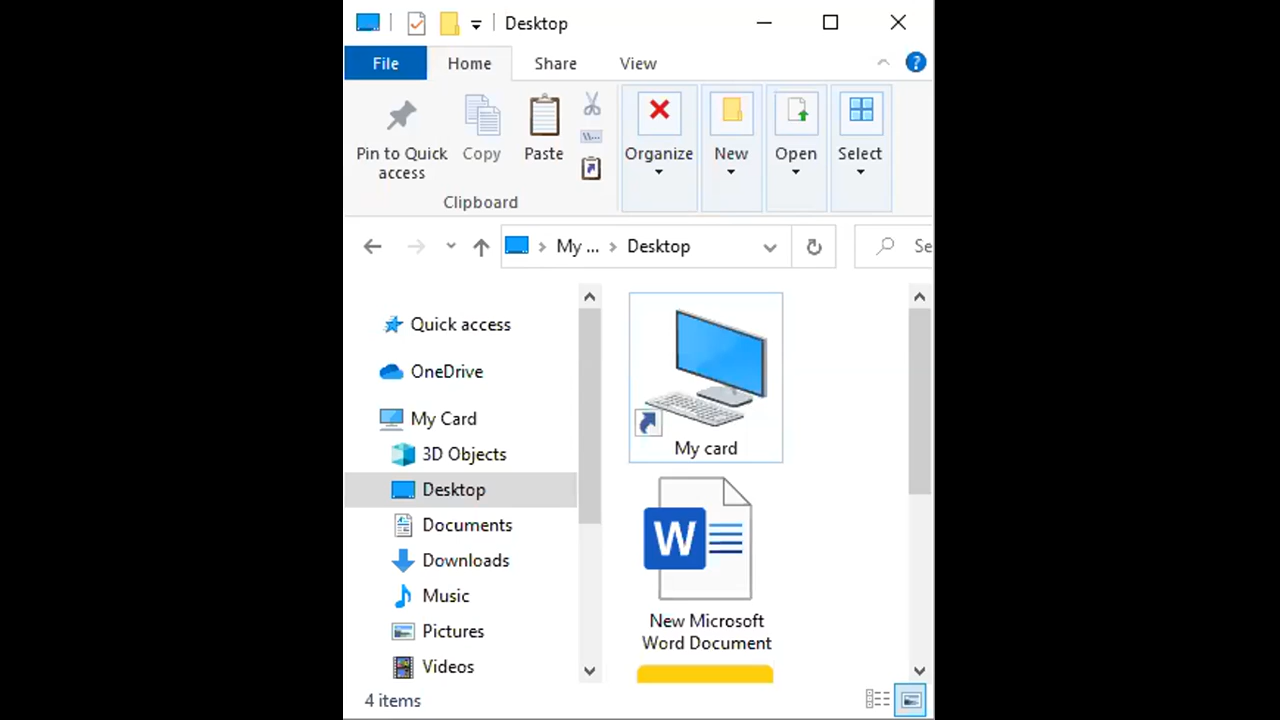 Desktop
File Home Share View
Pin to Quick access
Copy
Paste
Organize
New
Open
Select
Clipboard
My ... Desktop
Se
Quick access
OneDrive
My Card
3D Objects
Desktop
Documents
Downloads
Music
Pictures
Videos
My card
W
New Microsoft
Word Document
4 items